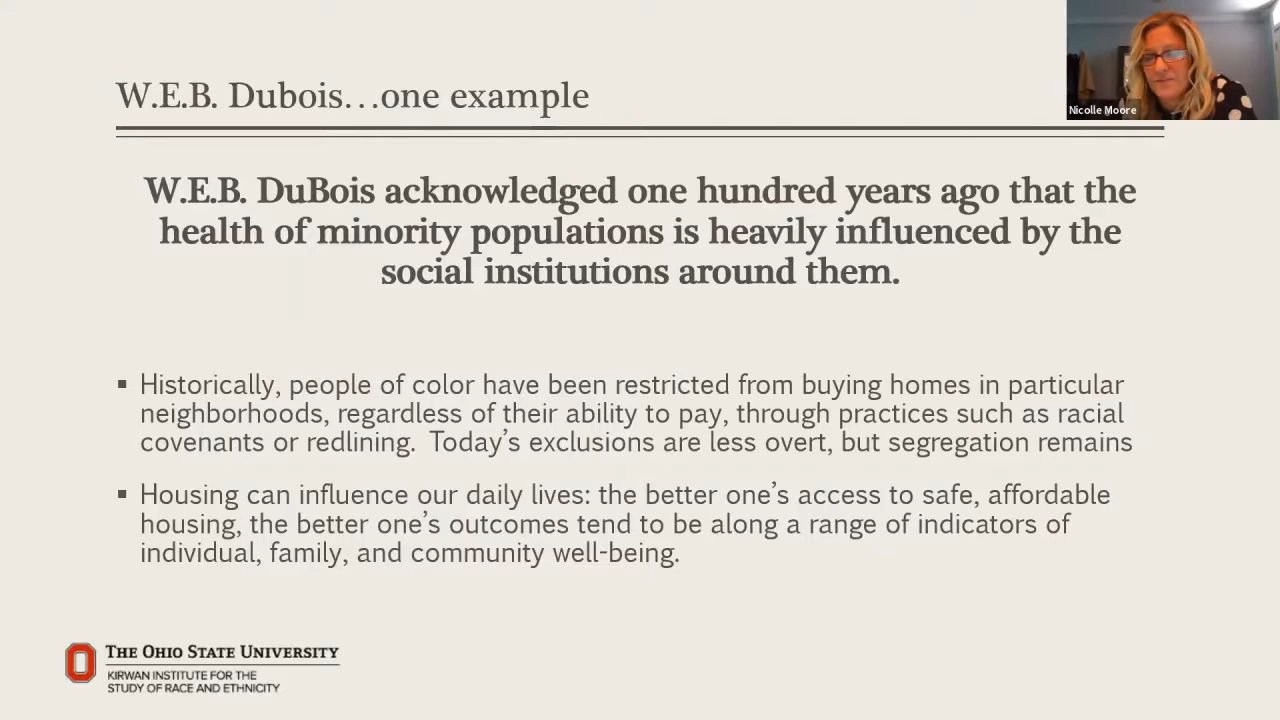 W.E.B. Dubois…one example
Nicolle Moore
W.E.B. DuBois acknowledged one hundred years ago that the
health of minority populations is heavily influenced by the
social institutions around them.
▪ Historically, people of color have been restricted from buying homes in particular
neighborhoods, regardless of their ability to pay, through practices such as racial
covenants or redlining.  Today’s exclusions are less overt, but segregation remains
▪ Housing can influence our daily lives: the better one’s access to safe, affordable
housing, the better one’s outcomes tend to be along a range of indicators of
individual, family, and community well-being.
THE OHIO STATE UNIVERSITY
KIRWAN INSTITUTE FOR THE
STUDY OF RACE AND ETHNICITY